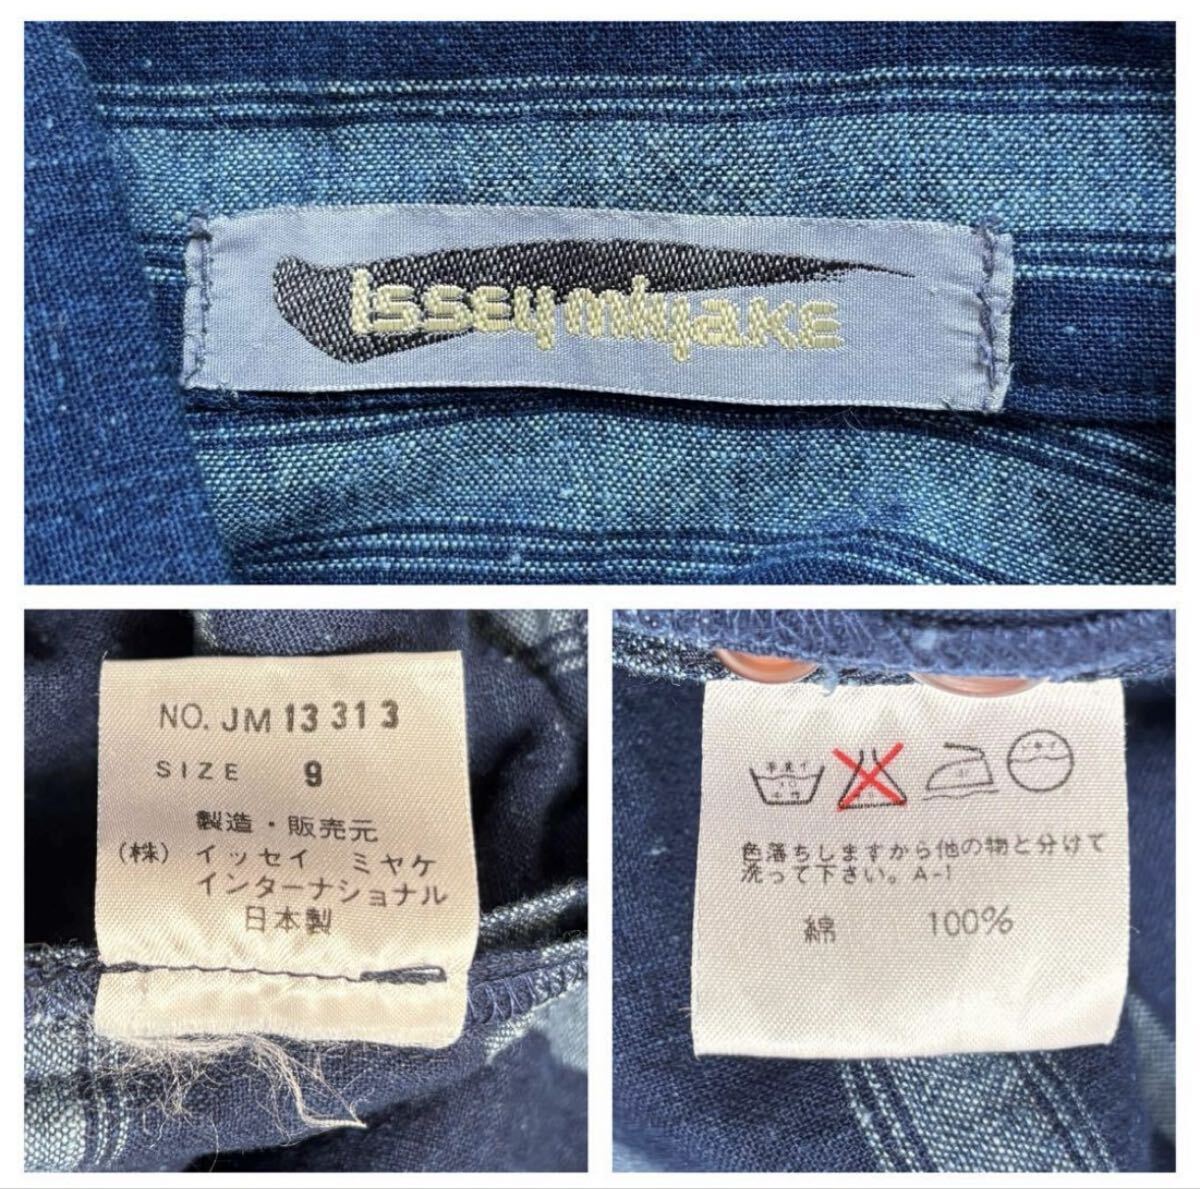 ISSEY MIYAKE
NO. JM 13 313
SIZE 9
製造・販売元
(株) イッセイ ミヤケ
インターナショナル
日本製
色落ちしますから他の物と分けて
洗って下さい。A-1
綿 100%